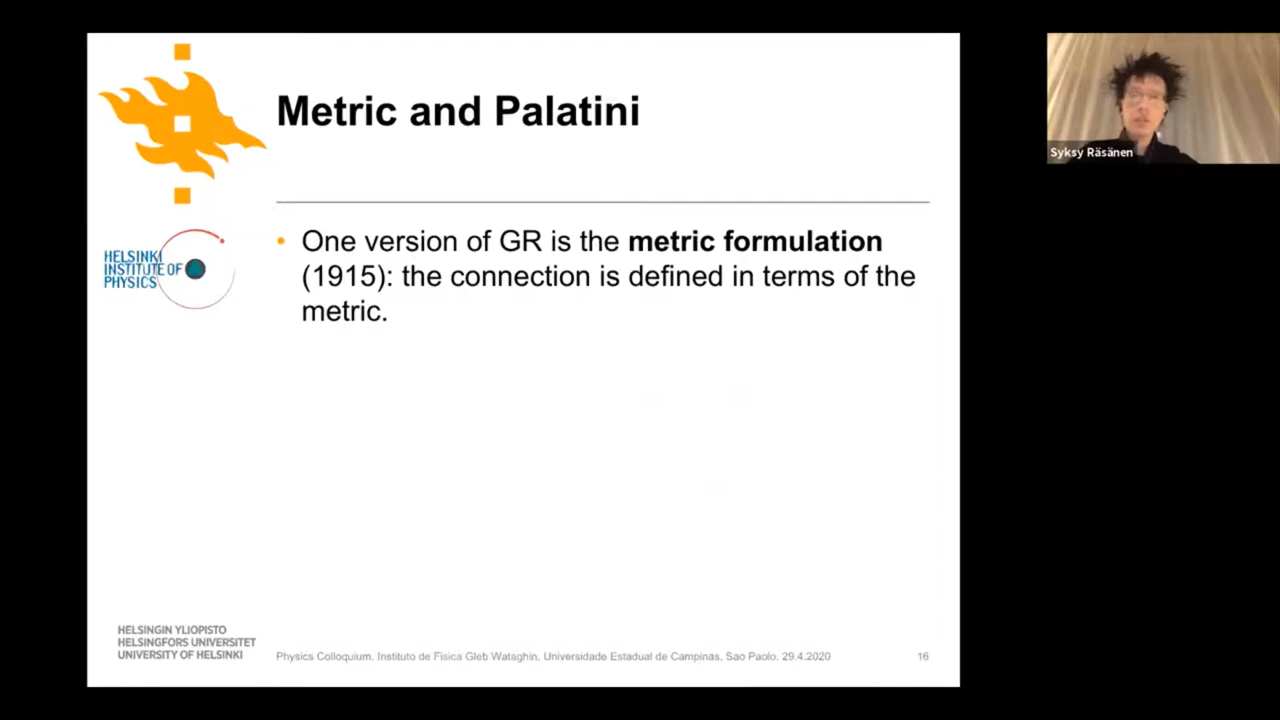 Metric and Palatini
Syksy Räsänen
• One version of GR is the metric formulation
(1915): the connection is defined in terms of the
metric.
HELSINKI
INSTITUTE OF
PHYSICS
HELSINGIN YLIOPISTO
HELSINGFORS UNIVERSITET
UNIVERSITY OF HELSINKI
Physics Colloquium, Instituto de Física Gleb Wataghin, Universidade Estadual de Campinas, Sao Paolo, 29.4.2020
16